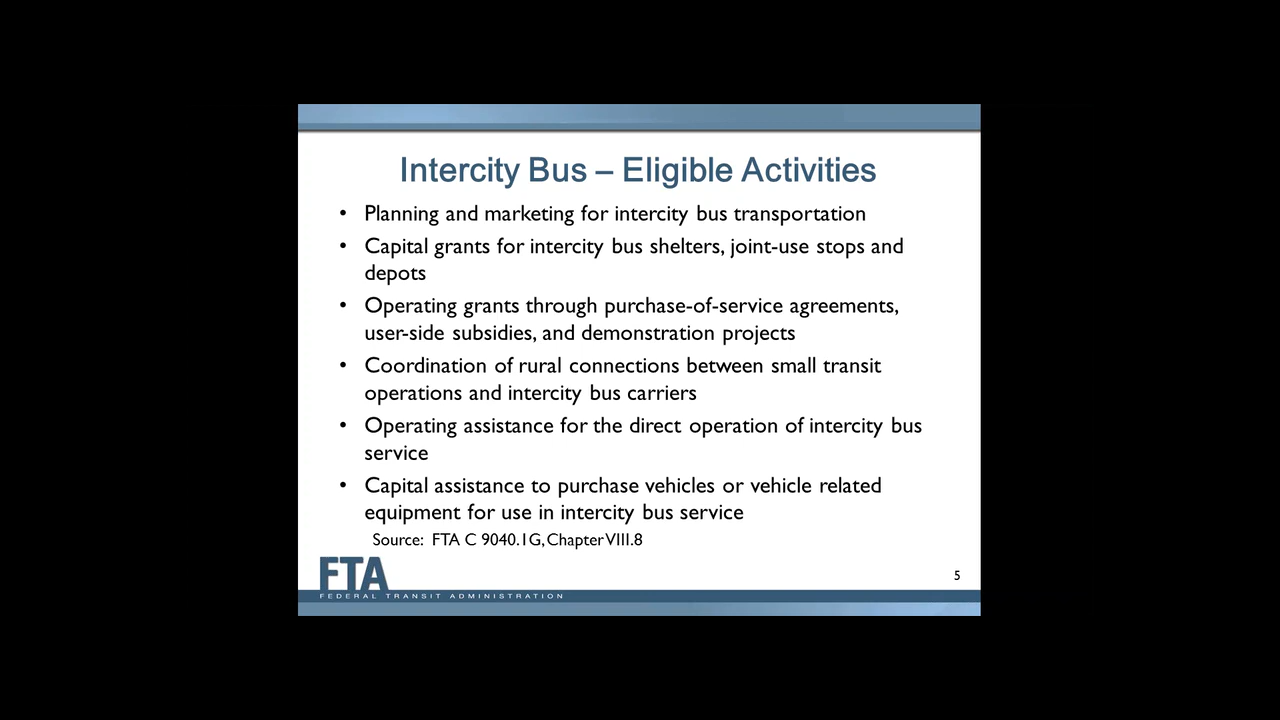 Intercity Bus – Eligible Activities
• Planning and marketing for intercity bus transportation
• Capital grants for intercity bus shelters, joint-use stops and
depots
• Operating grants through purchase-of-service agreements,
user-side subsidies, and demonstration projects
• Coordination of rural connections between small transit
operations and intercity bus carriers
• Operating assistance for the direct operation of intercity bus
service
• Capital assistance to purchase vehicles or vehicle related
equipment for use in intercity bus service
Source: FTA C 9040.1G, Chapter VIII.8
FTA
5
FEDERAL TRANSIT ADMINISTRATION